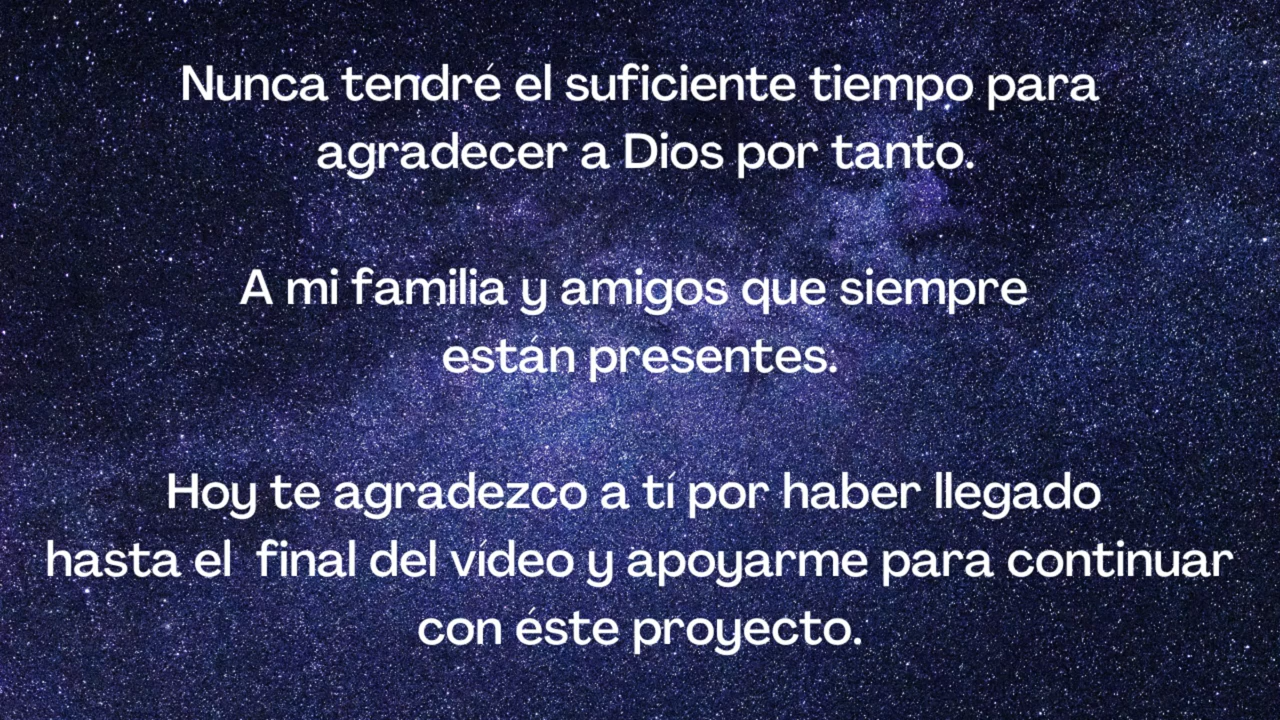 Nunca tendré el suficiente tiempo para
agradecer a Dios por tanto.
A mi familia y amigos que siempre
están presentes.
Hoy te agradezco a tí por haber llegado
hasta el  final del vídeo y apoyarme para continuar
con éste proyecto.